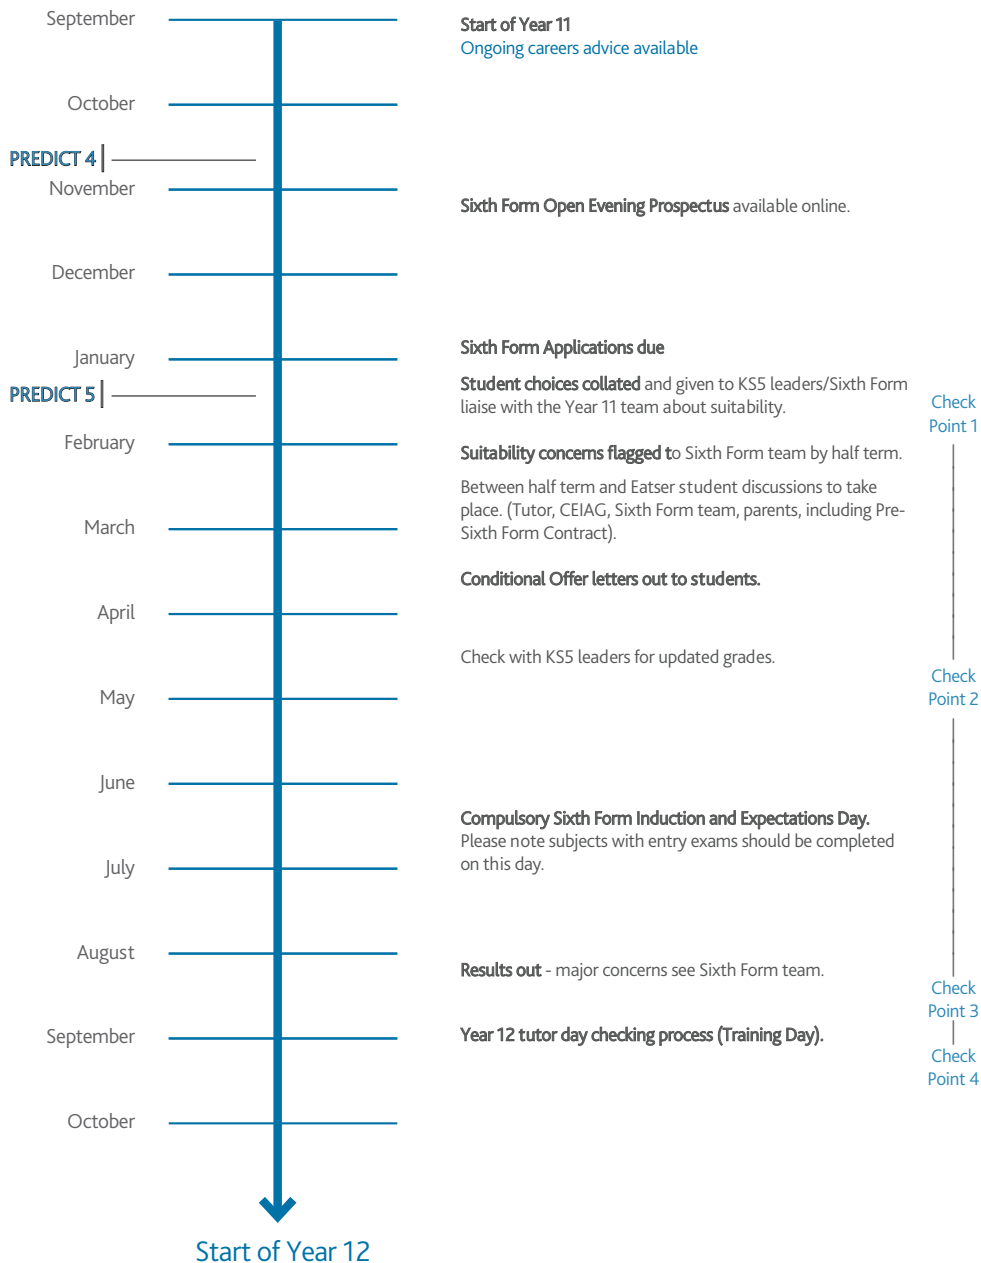 September
Start of Year 11
Ongoing careers advice available
October
PREDICT 4
November
Sixth Form Open Evening Prospectus available online.
December
January
Sixth Form Applications due
PREDICT 5
Student choices collated and given to KS5 leaders/Sixth Form
liaise with the Year 11 team about suitability.
Check
Point 1
February
Suitability concerns flagged to Sixth Form team by half term.
Between half term and Eatser student discussions to take
place. (Tutor, CEIAG, Sixth Form team, parents, including Pre-
Sixth Form Contract).
March
Conditional Offer letters out to students.
April
Check with KS5 leaders for updated grades.
Check
Point 2
May
June
Compulsory Sixth Form Induction and Expectations Day.
Please note subjects with entry exams should be completed
on this day.
July
August
Results out - major concerns see Sixth Form team.
Check
Point 3
September
Year 12 tutor day checking process (Training Day).
Check
Point 4
October
Start of Year 12